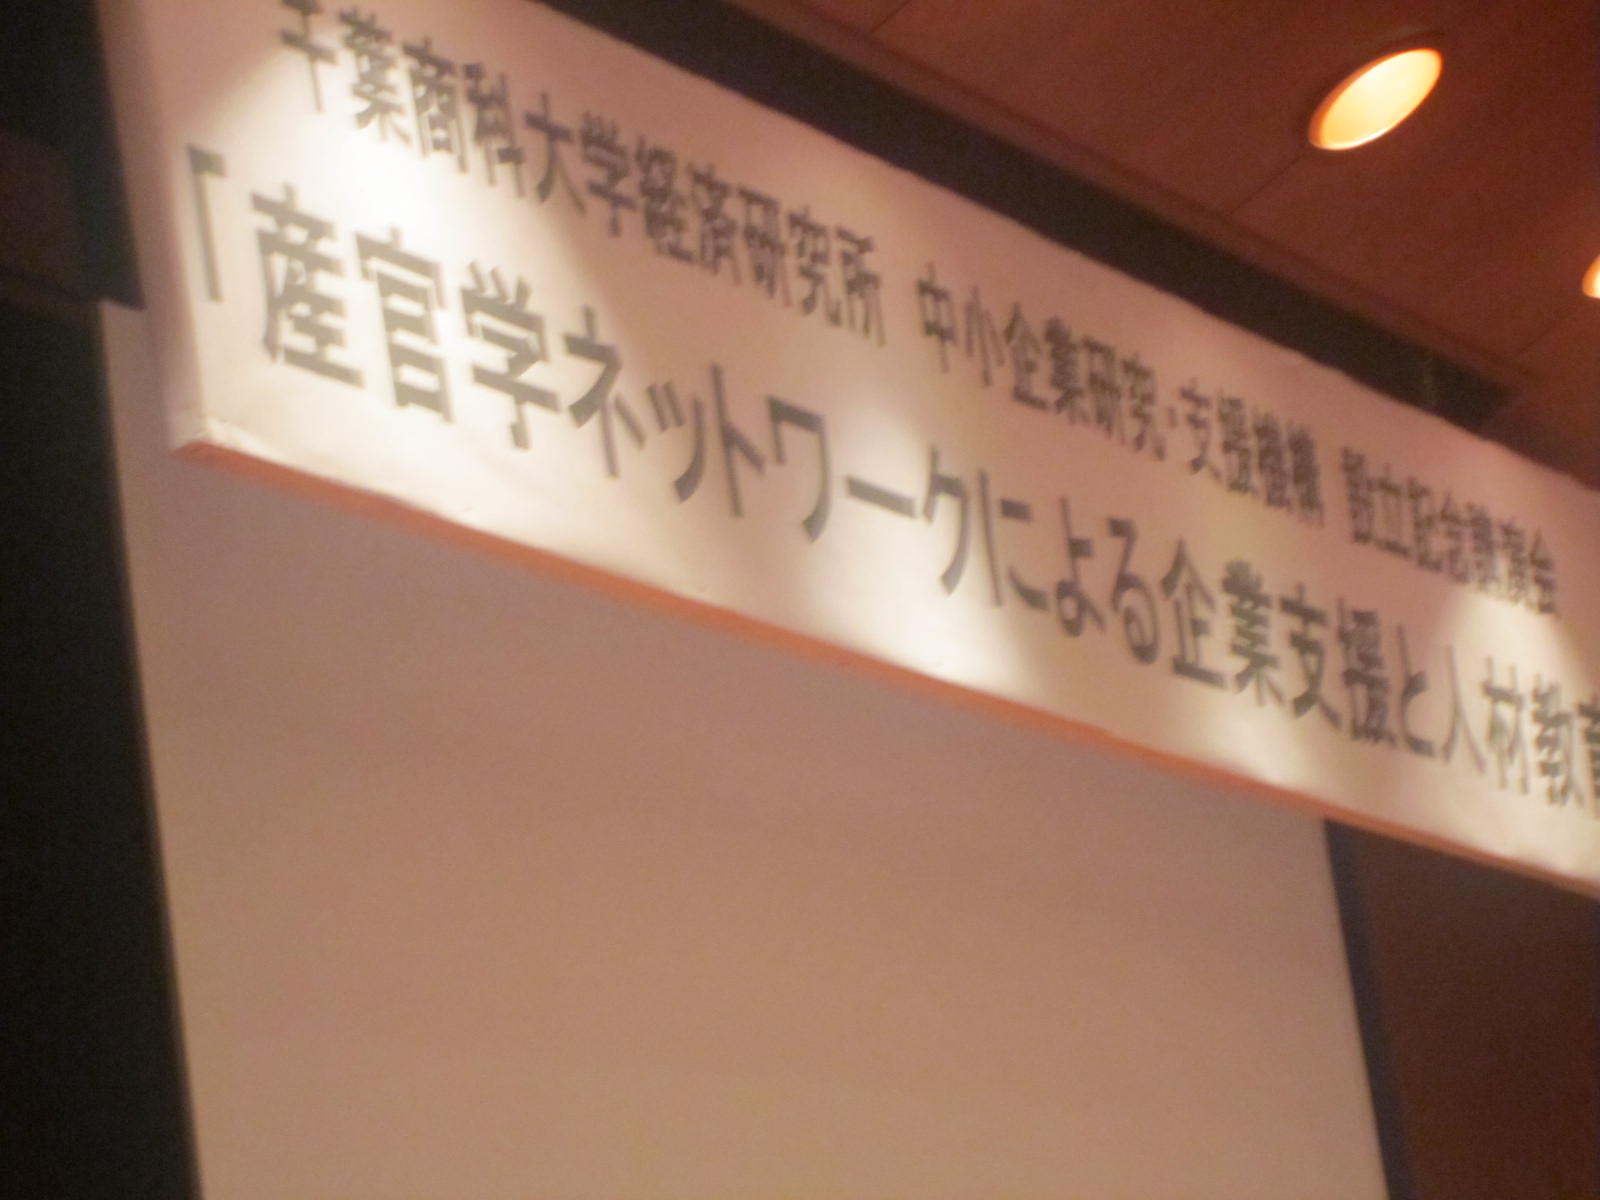 千葉商科大学経済研究所 中小企業研究・支援機構 設立記念講演会
「産官学ネットワークによる企業支援と人材教育